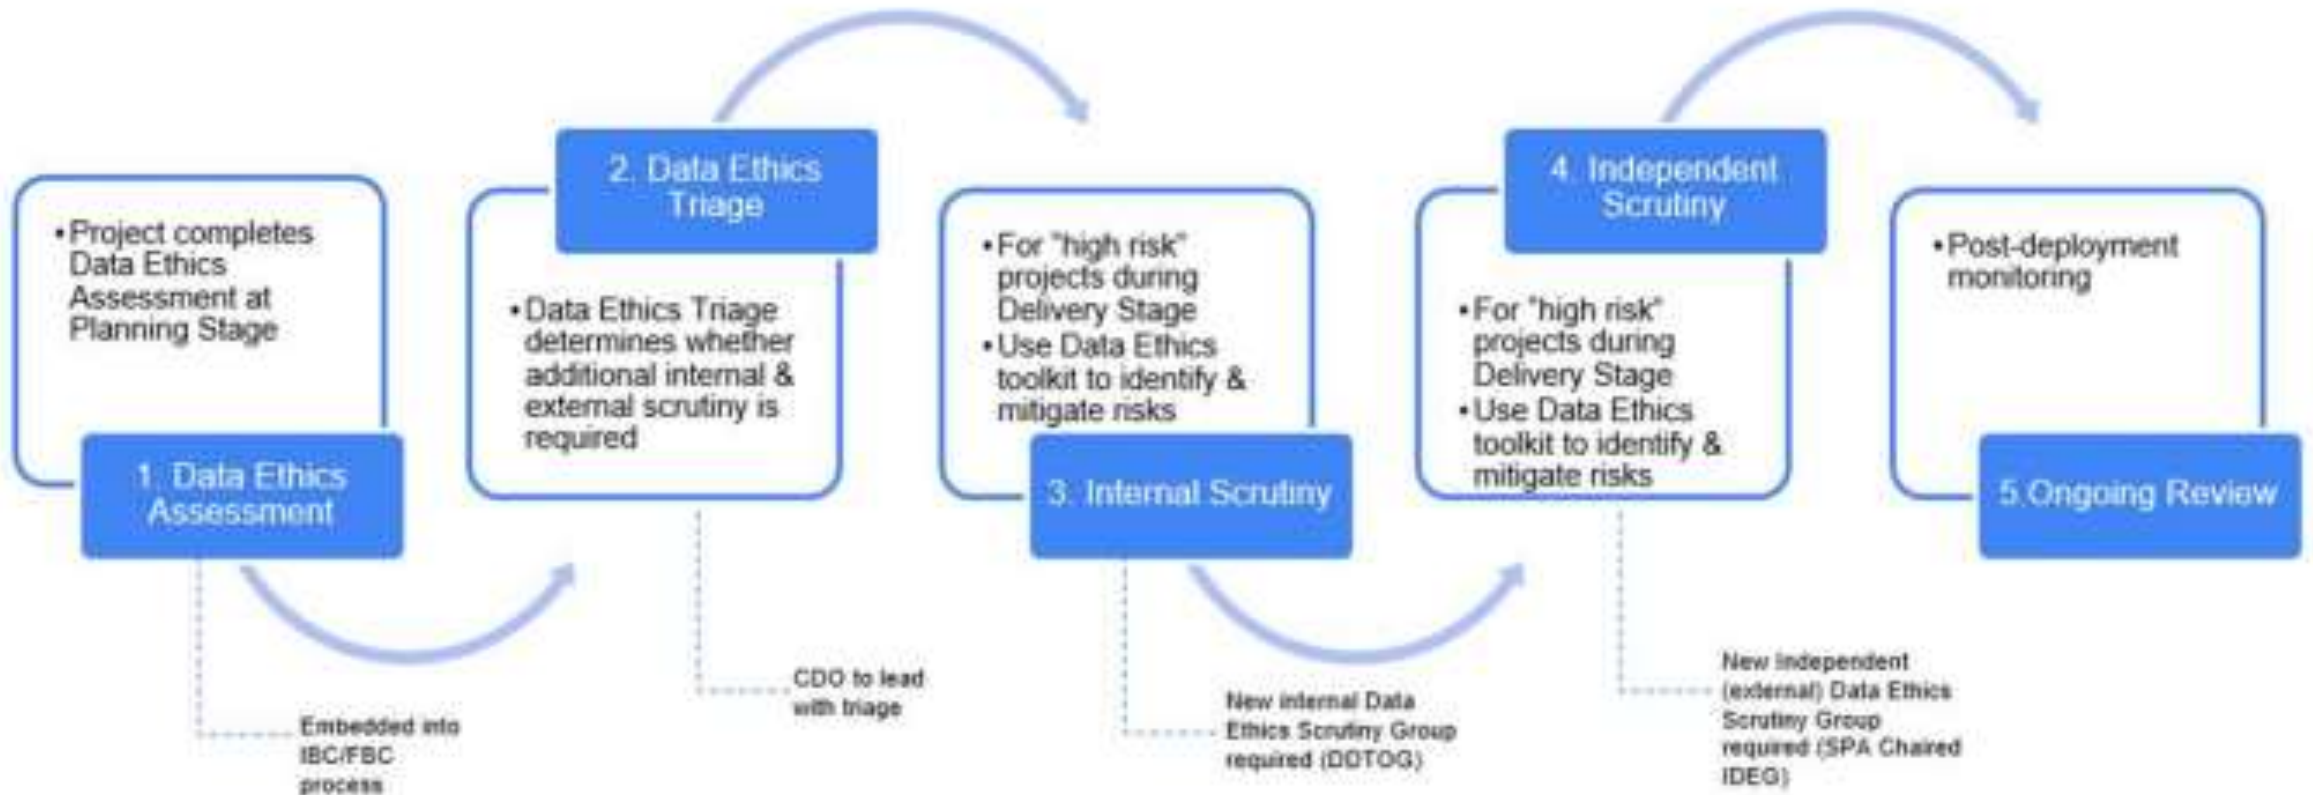 •Project completes
Data Ethics
Assessment at
Planning Stage
1. Data Ethics
Assessment
Embedded into
IBC/FBC
process
2. Data Ethics
Triage
•Data Ethics Triage
determines whether
additional internal &
external scrutiny is
required
CDO to lead
with triage
•For "high risk"
projects during
Delivery Stage
•Use Data Ethics
toolkit to identify &
mitigate risks
3. Internal Scrutiny
New internal Data
Ethics Scrutiny Group
required (DDTOG)
4. Independent
Scrutiny
•For "high risk"
projects during
Delivery Stage
•Use Data Ethics
toolkit to identify &
mitigate risks
New Independent
(external) Data Ethics
Scrutiny Group
required (SPA Chaired
IDEG)
•Post-deployment
monitoring
5.Ongoing Review